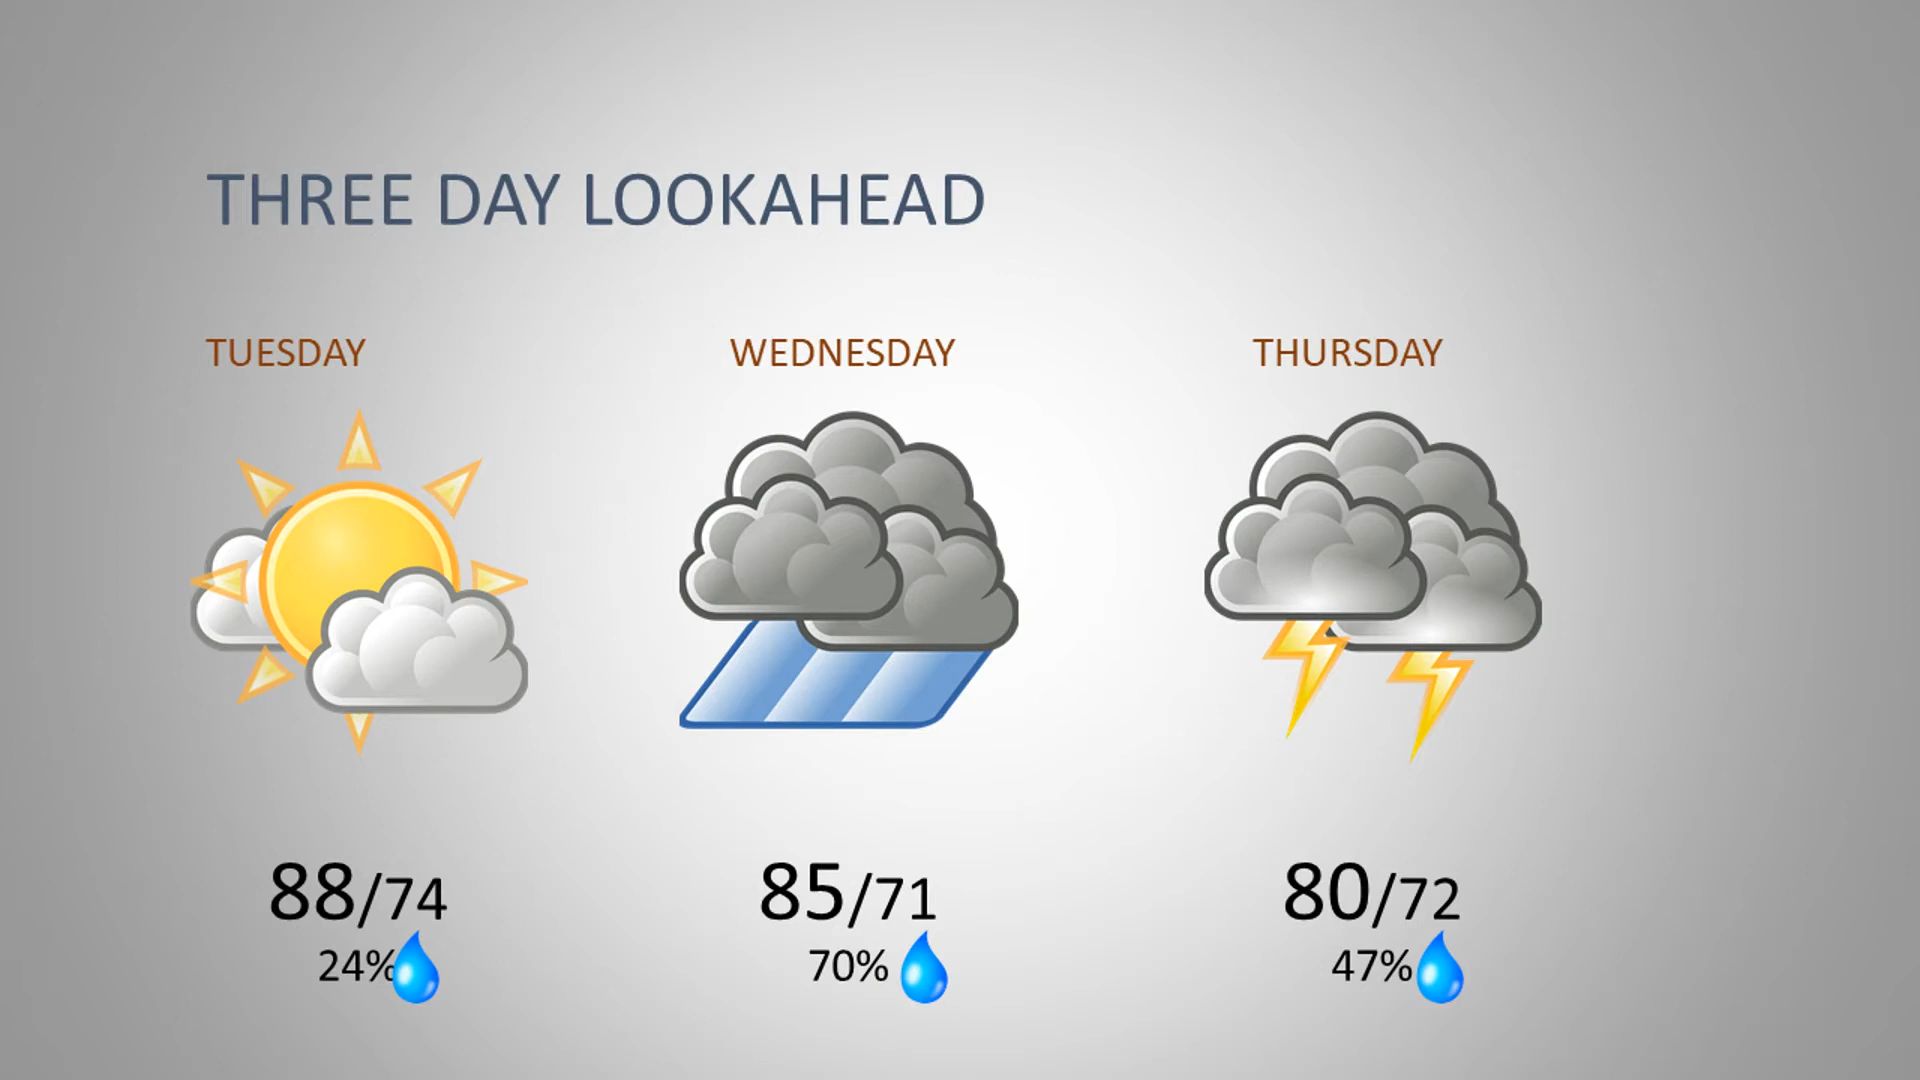 THREE DAY LOOKAHEAD
TUESDAY
WEDNESDAY
THURSDAY
88/74
85/71
80/72
24%
70%
47%